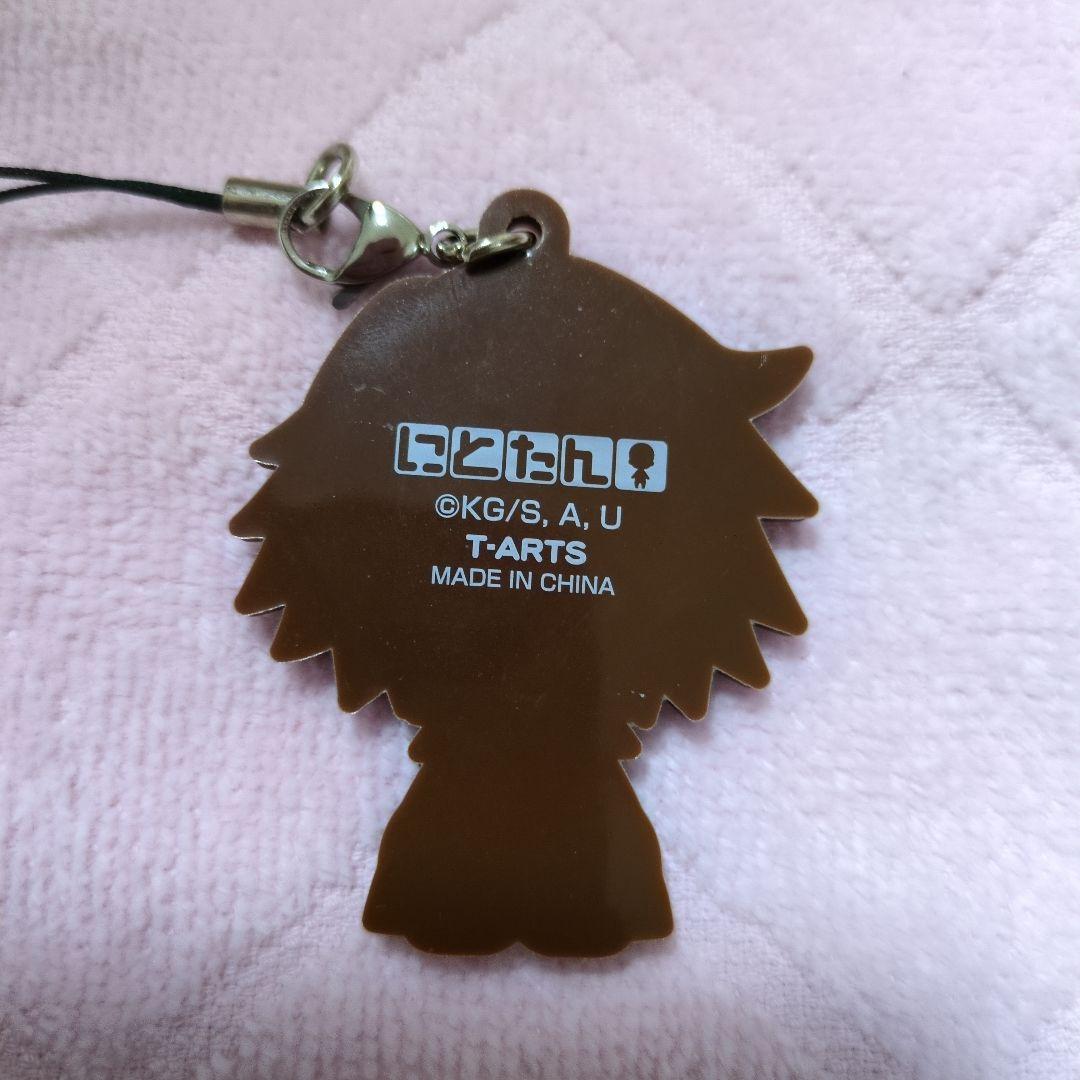 にとたん
©KG/S, A, U
T-ARTS
MADE IN CHINA